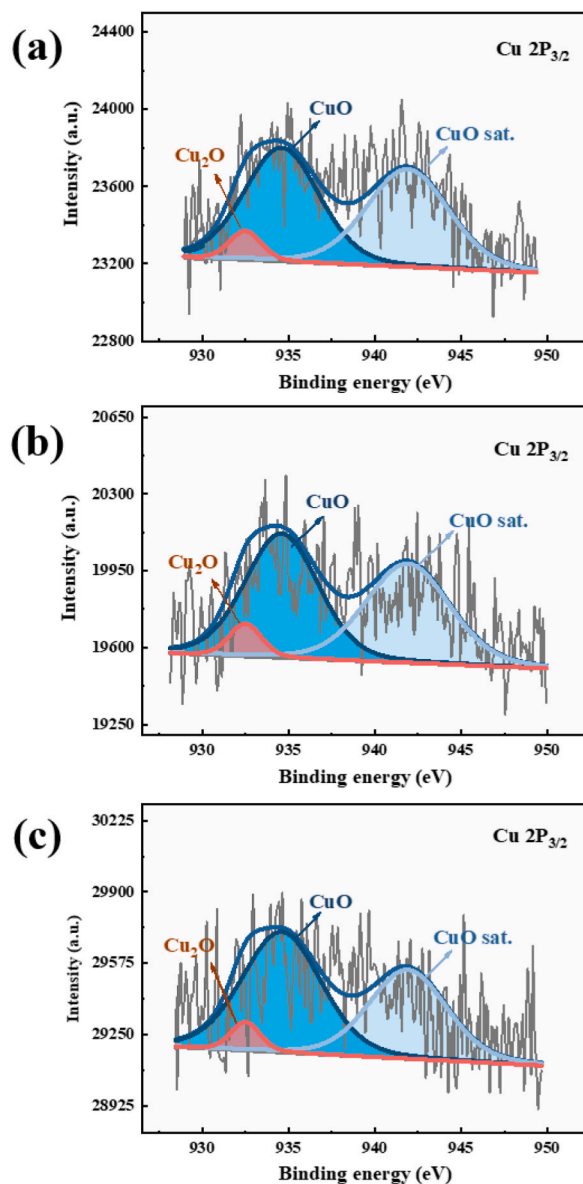 (a)
Cu 2P3/2
24400
24000
23600
23200
22800
Intensity (a.u.)
Cu2O
CuO
CuO sat.
930 935 940 945 950
Binding energy (eV)
(b)
Cu 2P3/2
20650
20300
19950
19600
19250
Intensity (a.u.)
Cu2O
CuO
CuO sat.
930 935 940 945 950
Binding energy (eV)
(c)
Cu 2P3/2
30225
29900
29575
29250
28925
Intensity (a.u.)
Cu2O
CuO
CuO sat.
930 935 940 945 950
Binding energy (eV)